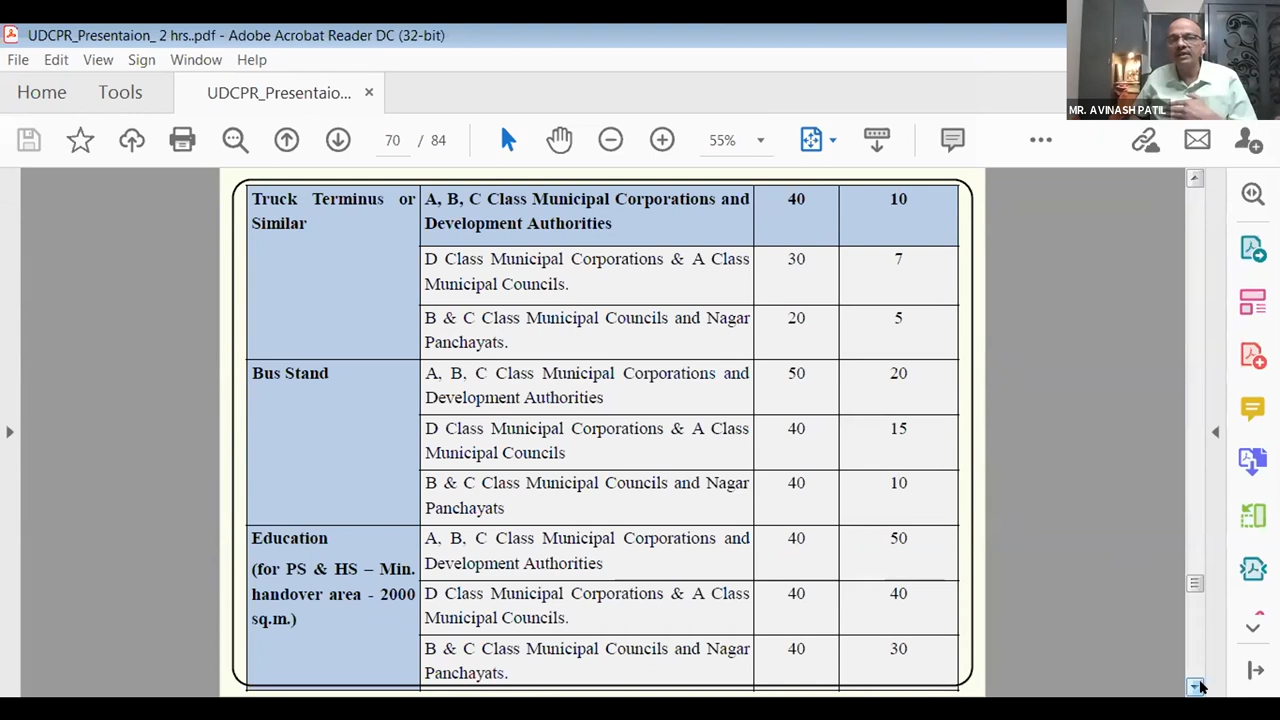 UDCPR_Presentaion_ 2 hrs..pdf - Adobe Acrobat Reader DC (32-bit)
File Edit View Sign Window Help
Home Tools UDCPR_Presentaio... ×
70 / 84 55%
MR. AVINASH PATIL
Truck Terminus or A, B, C Class Municipal Corporations and 40 10
Similar Development Authorities
D Class Municipal Corporations & A Class 30 7
Municipal Councils.
B & C Class Municipal Councils and Nagar 20 5
Panchayats.
Bus Stand A, B, C Class Municipal Corporations and 50 20
Development Authorities
D Class Municipal Corporations & A Class 40 15
Municipal Councils
B & C Class Municipal Councils and Nagar 40 10
Panchayats
Education A, B, C Class Municipal Corporations and 40 50
(for PS & HS – Min. Development Authorities
handover area - 2000 D Class Municipal Corporations & A Class 40 40
sq.m.) Municipal Councils.
B & C Class Municipal Councils and Nagar 40 30
Panchayats.